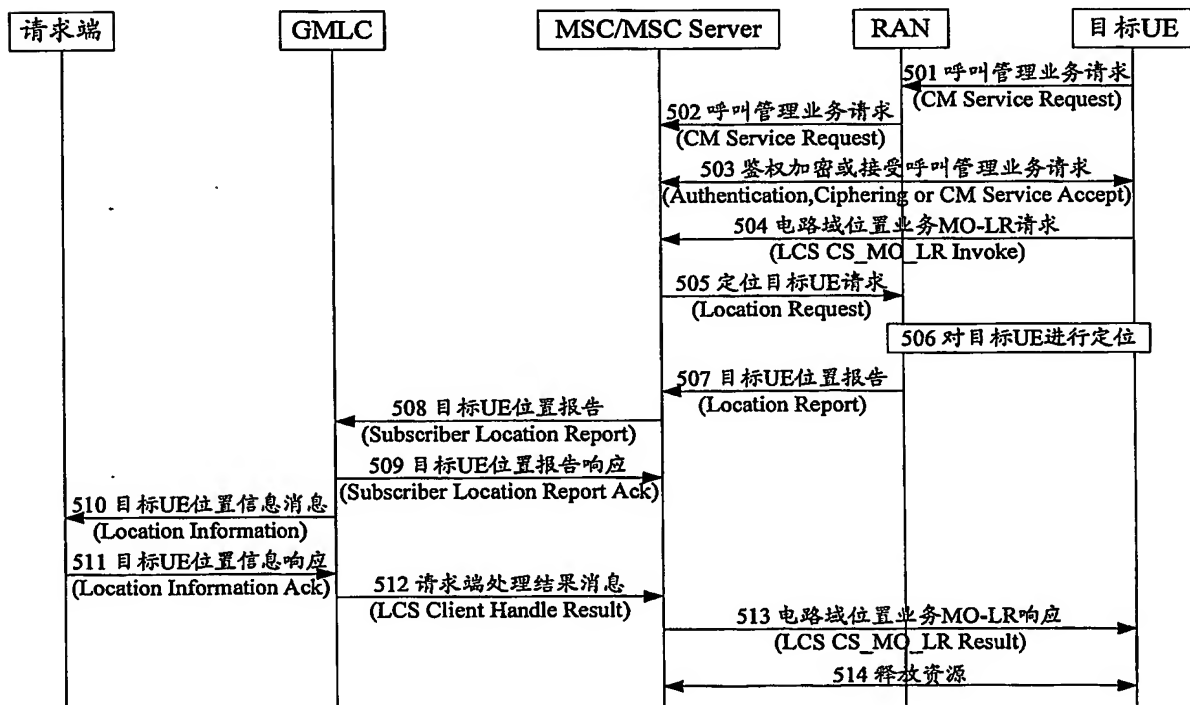 请求端
GMLC
MSC/MSC Server
RAN
目标UE
501 呼叫管理业务请求
(CM Service Request)
502 呼叫管理业务请求
(CM Service Request)
503 鉴权加密或接受呼叫管理业务请求
(Authentication,Ciphering or CM Service Accept)
504 电路域位置业务MO-LR请求
(LCS CS_MO_LR Invoke)
505 定位目标UE请求
(Location Request)
506 对目标UE进行定位
507 目标UE位置报告
(Location Report)
508 目标UE位置报告
(Subscriber Location Report)
509 目标UE位置报告响应
(Subscriber Location Report Ack)
510 目标UE位置信息消息
(Location Information)
511 目标UE位置信息响应
(Location Information Ack)
512 请求端处理结果消息
(LCS Client Handle Result)
513 电路域位置业务MO-LR响应
(LCS CS_MO_LR Result)
514 释放资源